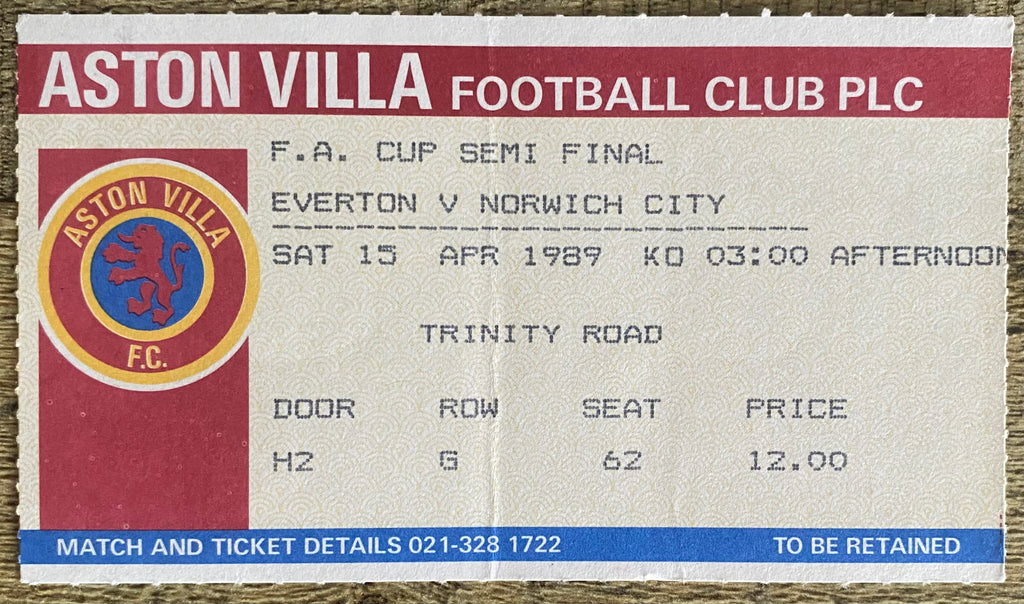 ASTON VILLA FOOTBALL CLUB PLC
ASTON VILLA
F.C.
F.A. CUP SEMI FINAL
EVERTON V NORWICH CITY
SAT 15 APR 1989 KO 03:00 AFTERNOON
TRINITY ROAD
DOOR ROW SEAT PRICE
H2 G 62 12.00
MATCH AND TICKET DETAILS 021-328 1722 TO BE RETAINED